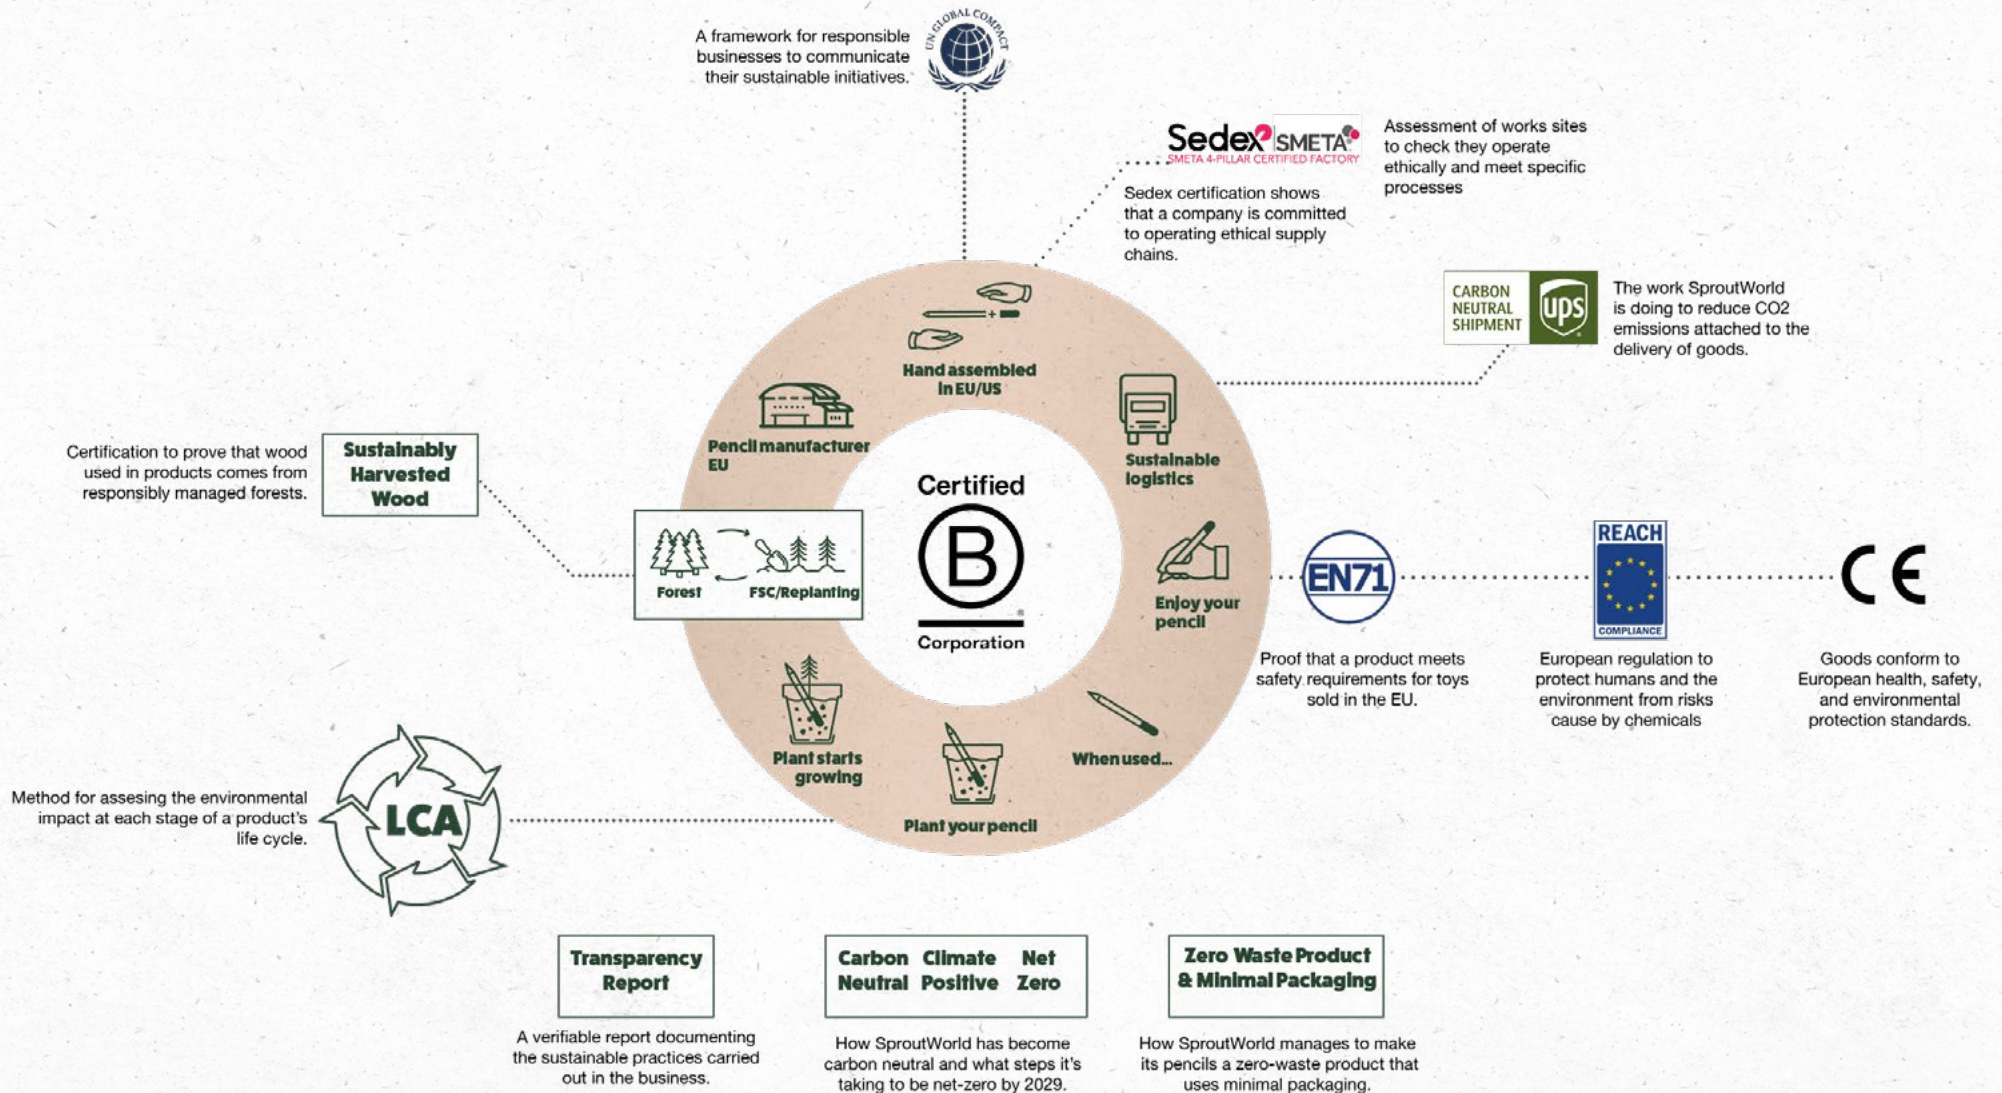 A framework for responsible
businesses to communicate
their sustainable initiatives.
UN GLOBAL COMPACT
Sedex SMETA
SMETA 4-PILLAR CERTIFIED FACTORY
Assessment of works sites
to check they operate
ethically and meet specific
processes
Sedex certification shows
that a company is committed
to operating ethical supply
chains.
CARBON
NEUTRAL
SHIPMENT
ups
The work SproutWorld
is doing to reduce CO2
emissions attached to the
delivery of goods.
Hand assembled
in EU/US
Pencil manufacturer
EU
Sustainable
logistics
Certification to prove that wood
used in products comes from
responsibly managed forests.
Sustainably
Harvested
Wood
Forest
FSC/Replanting
Certified
B
®
Corporation
Enjoy your
pencil
EN71
Proof that a product meets
safety requirements for toys
sold in the EU.
REACH
COMPLIANCE
European regulation to
protect humans and the
environment from risks
cause by chemicals
CE
Goods conform to
European health, safety,
and environmental
protection standards.
When used...
Plant your pencil
Plant starts
growing
Method for assesing the environmental
impact at each stage of a product's
life cycle.
LCA
Transparency
Report
A verifiable report documenting
the sustainable practices carried
out in the business.
Carbon Climate Net
Neutral Positive Zero
How SproutWorld has become
carbon neutral and what steps it's
taking to be net-zero by 2029.
Zero Waste Product
& Minimal Packaging
How SproutWorld manages to make
its pencils a zero-waste product that
uses minimal packaging.